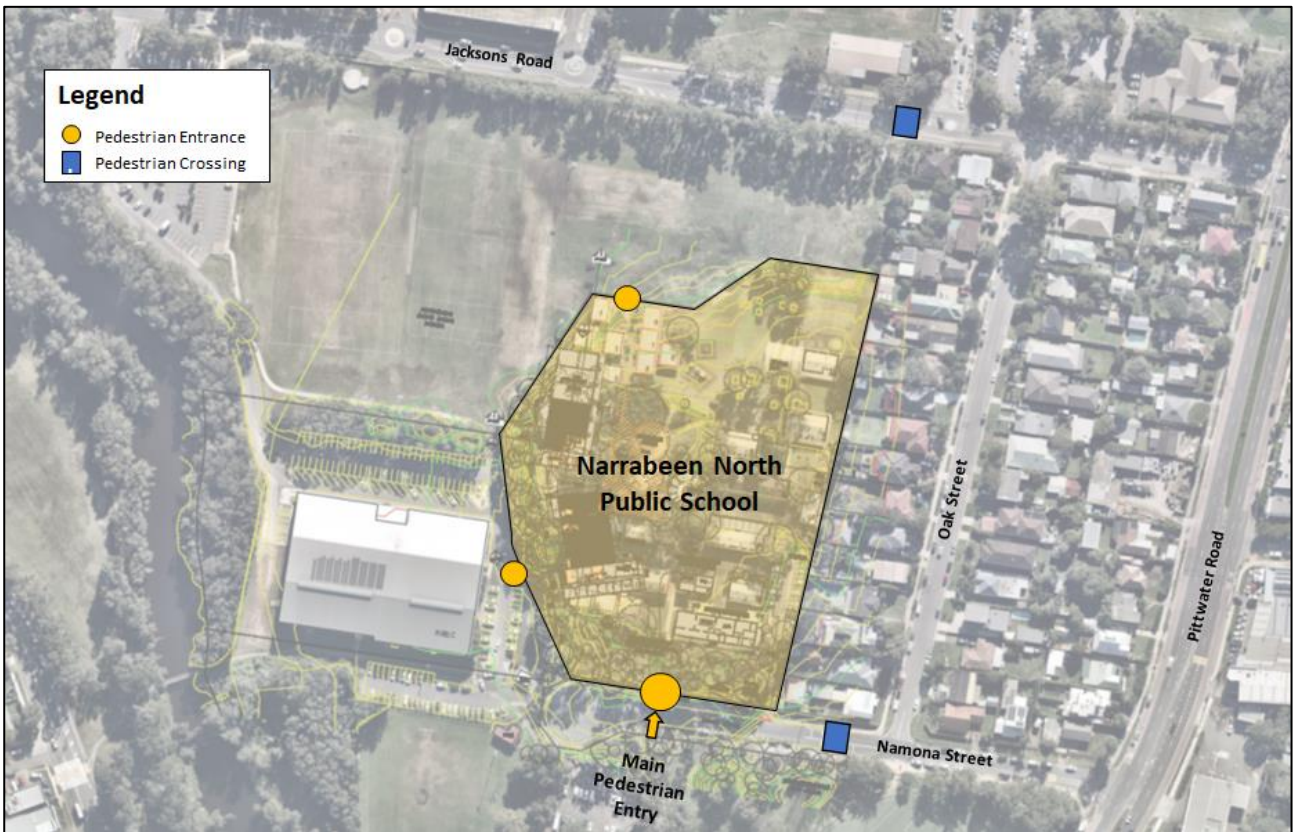 Jacksons Road
Legend
Pedestrian Entrance
Pedestrian Crossing
Narrabeen North
Public School
Oak Street
Pittwater Road
Namona Street
Main
Pedestrian
Entry